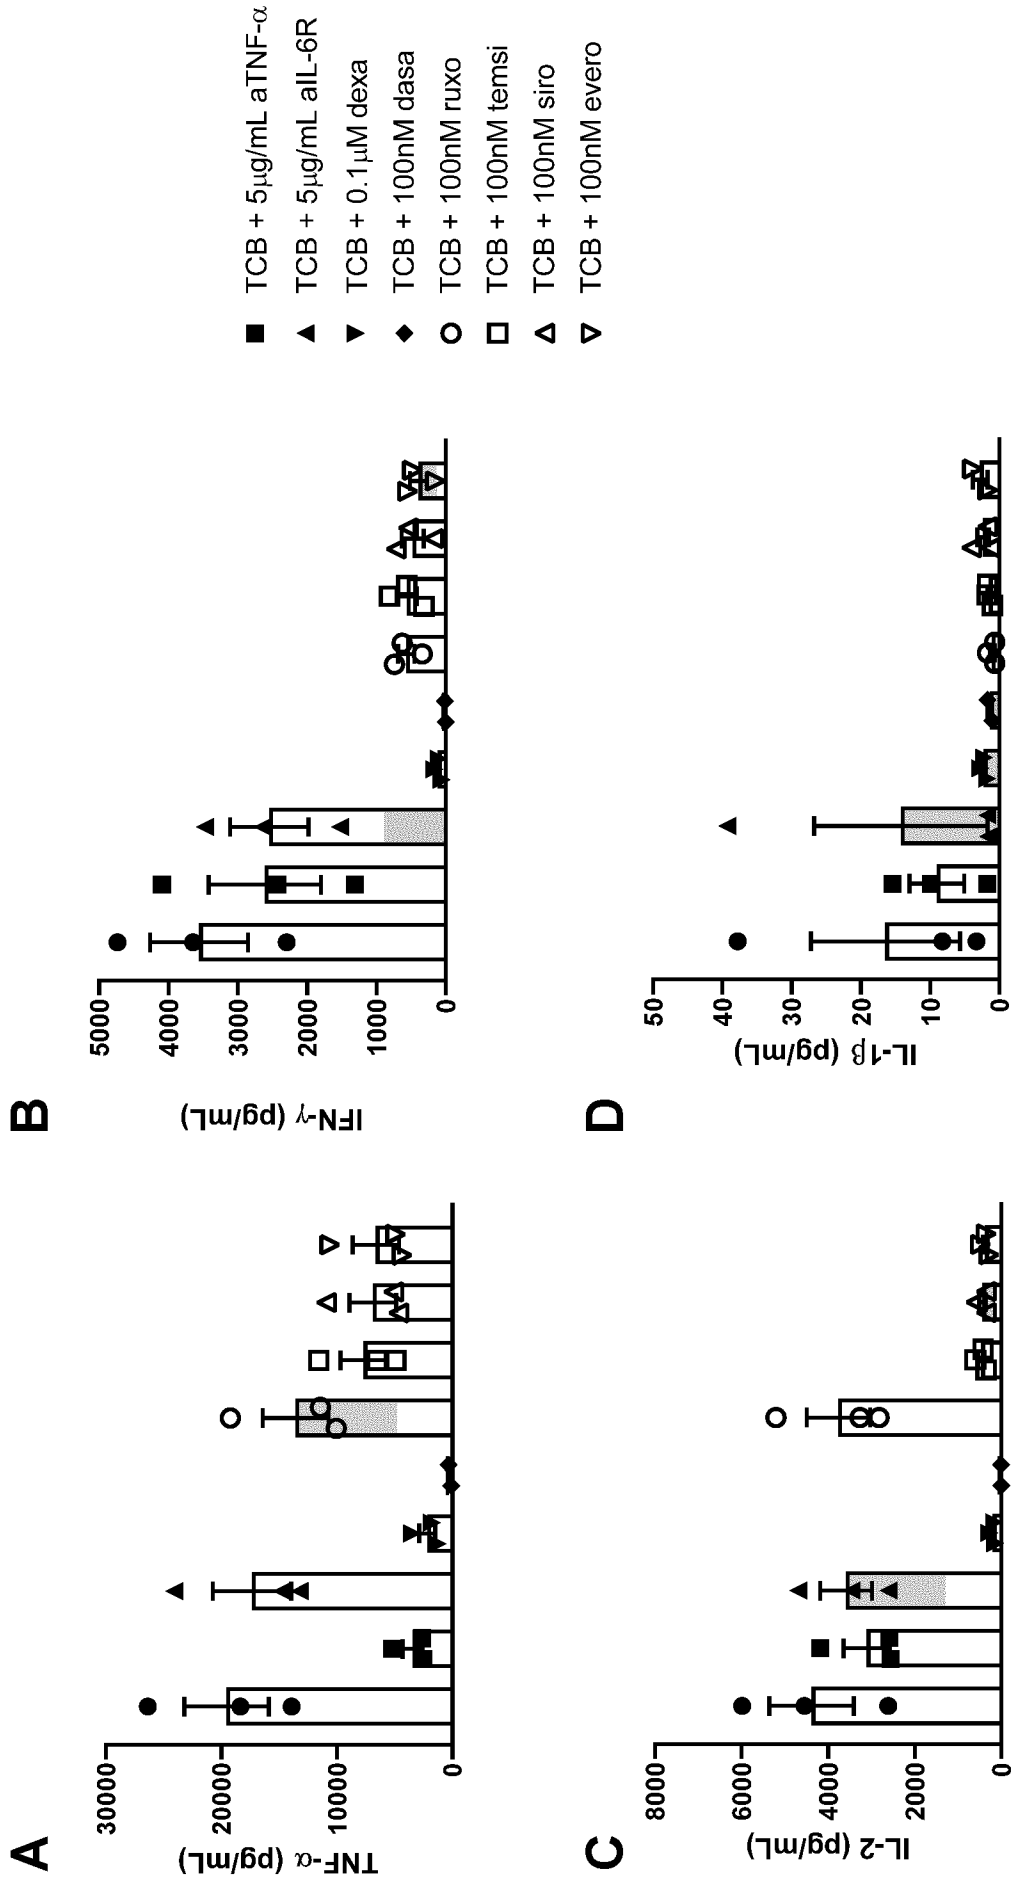 A
TNF-α (pg/mL)
30000
20000
10000
0
B
IFN-γ (pg/mL)
5000
4000
3000
2000
1000
0
TCB + 5μg/mL aTNF-α
TCB + 5μg/mL aIL-6R
TCB + 0.1μM dexa
TCB + 100nM dasa
TCB + 100nM ruxo
TCB + 100nM temsi
TCB + 100nM siro
TCB + 100nM evero
C
IL-2 (pg/mL)
8000
6000
4000
2000
0
D
IL-1β (pg/mL)
50
40
30
20
10
0